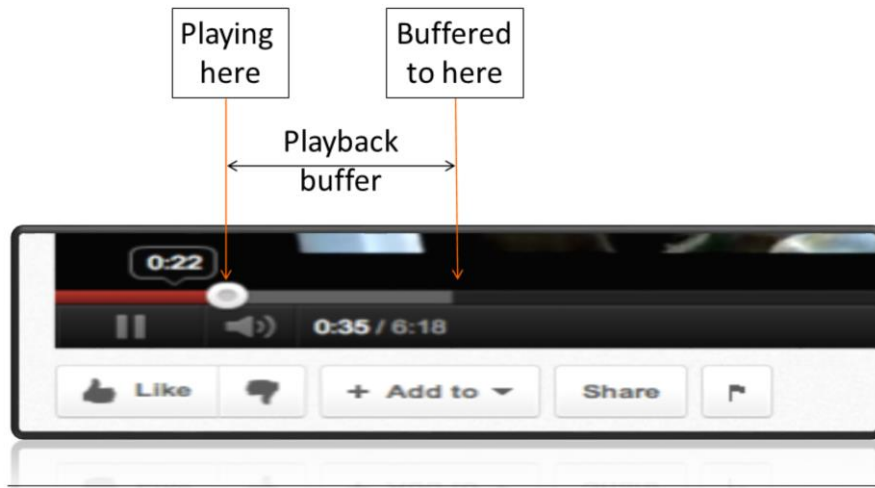 Playing
here
Buffered
to here
Playback
buffer
0:22
0:35 / 6:18
Like
+ Add to
Share